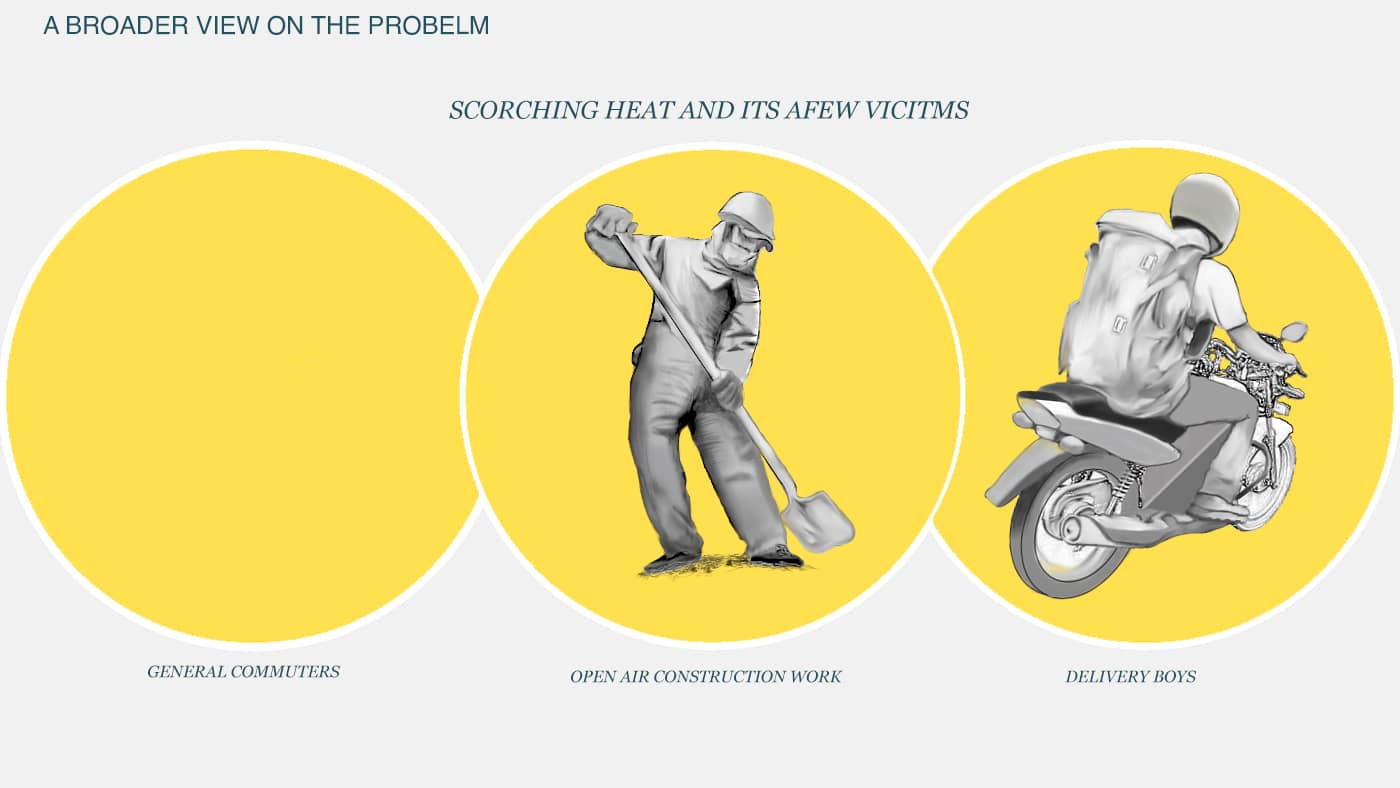 A BROADER VIEW ON THE PROBELM
SCORCHING HEAT AND ITS AFEW VICITMS
GENERAL COMMUTERS
OPEN AIR CONSTRUCTION WORK
DELIVERY BOYS